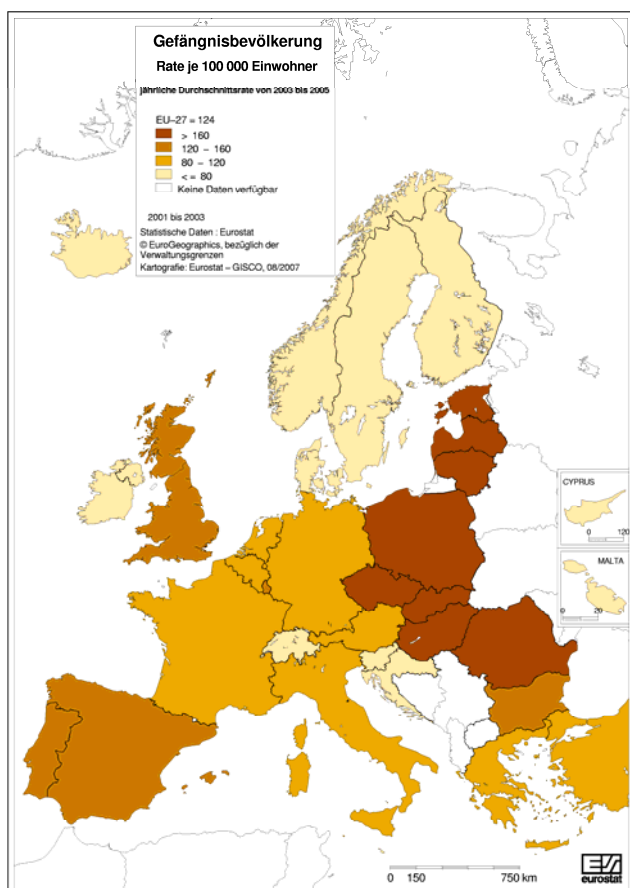 Gefängnisbevölkerung
Rate je 100 000 Einwohner
jährliche Durchschnittsrate von 2003 bis 2005
EU–27 = 124
> 160
120 – 160
80 – 120
<= 80
Keine Daten verfügbar
2001 bis 2003
Statistische Daten : Eurostat
© EuroGeographics, bezüglich der
Verwaltungsgrenzen
Kartografie: Eurostat – GISCO, 08/2007
CYPRUS
0 120
MALTA
0 20
0 150 750 km
eurostat